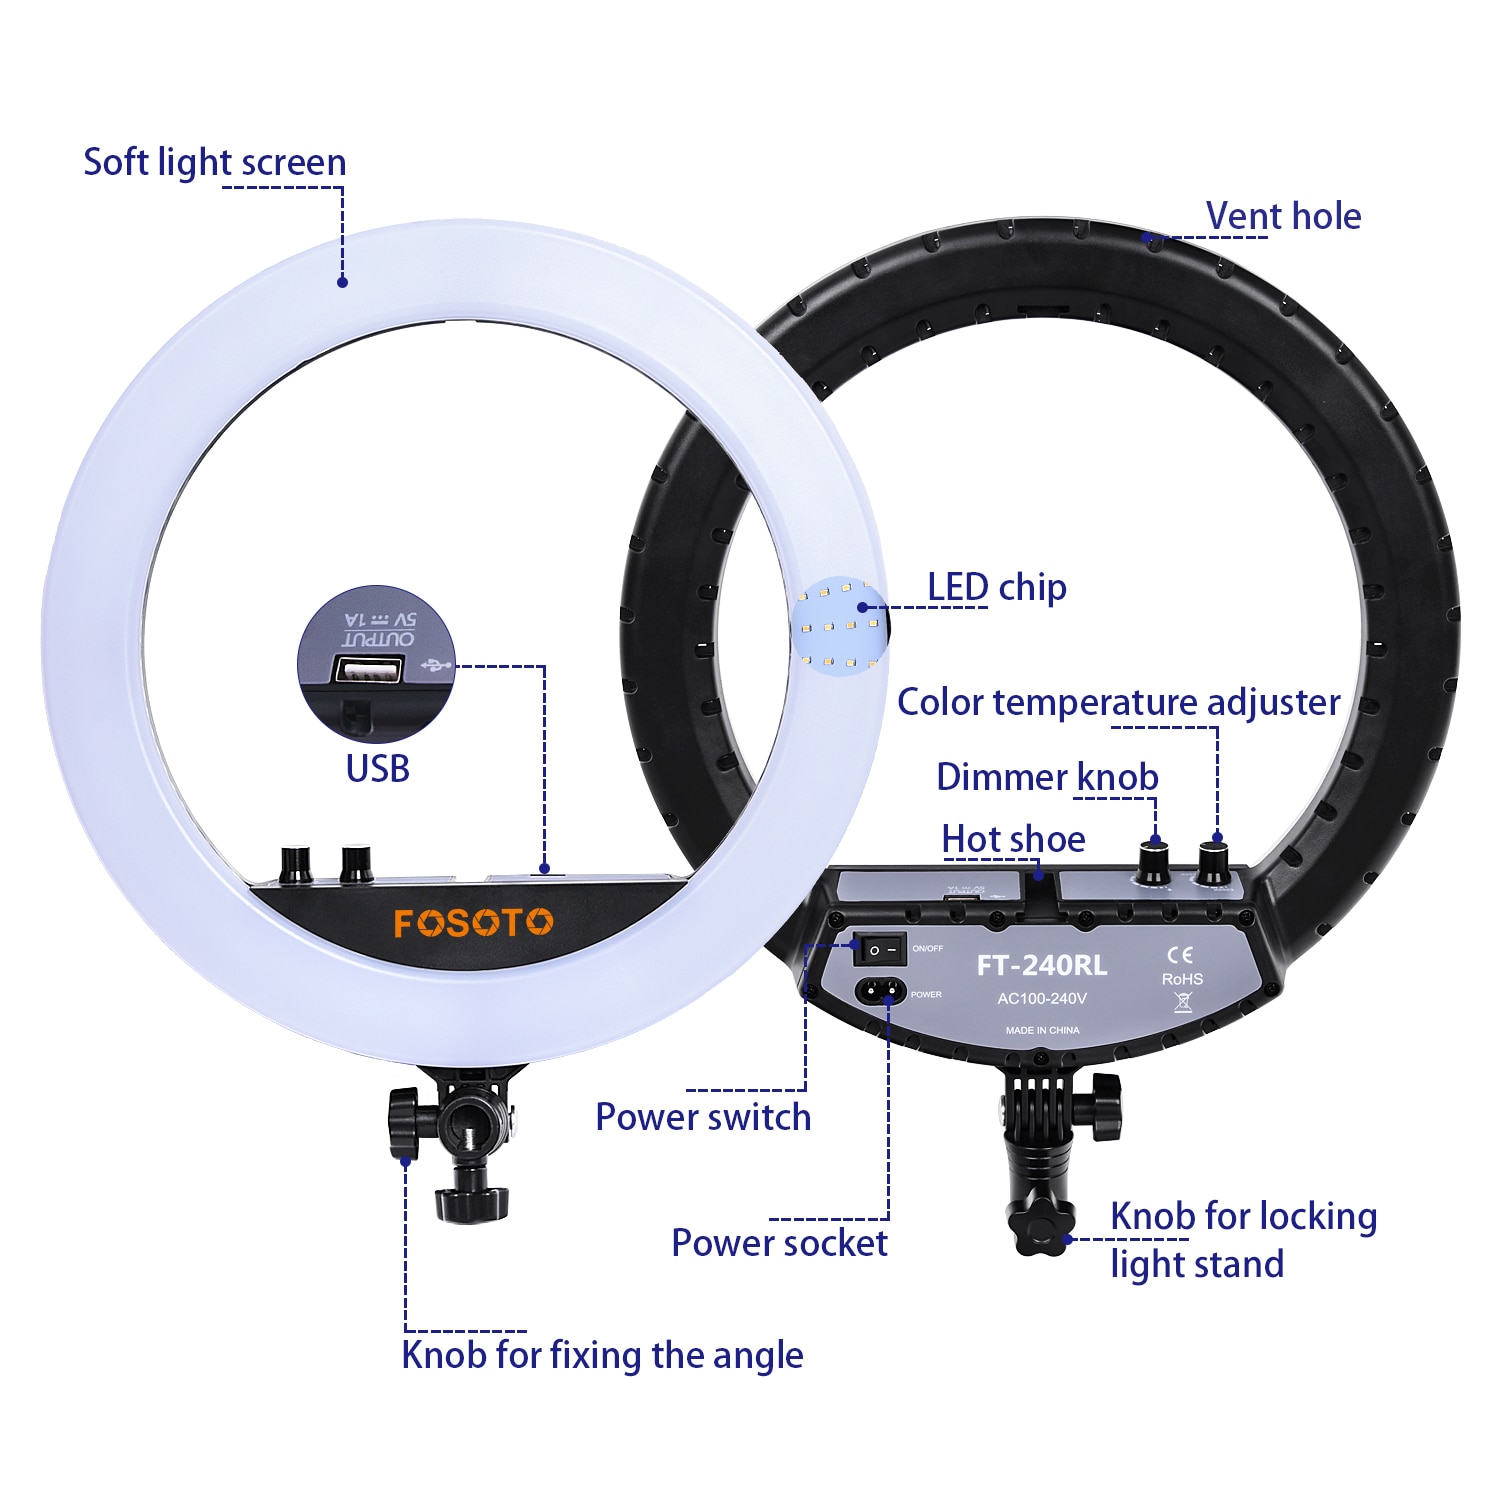 Soft light screen
Vent hole
LED chip
OUTPUT
5V ⎓ 1A
USB
Color temperature adjuster
Dimmer knob
Hot shoe
FOSOTO
ON/OFF
FT-240RL
CE
RoHS
POWER
AC100-240V
MADE IN CHINA
Power switch
Power socket
Knob for locking
light stand
Knob for fixing the angle